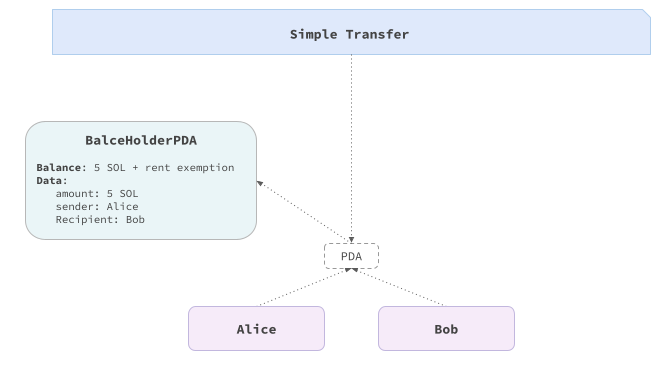 Simple Transfer
BalceHolderPDA
Balance: 5 SOL + rent exemption
Data:
amount: 5 SOL
sender: Alice
Recipient: Bob
PDA
Alice
Bob